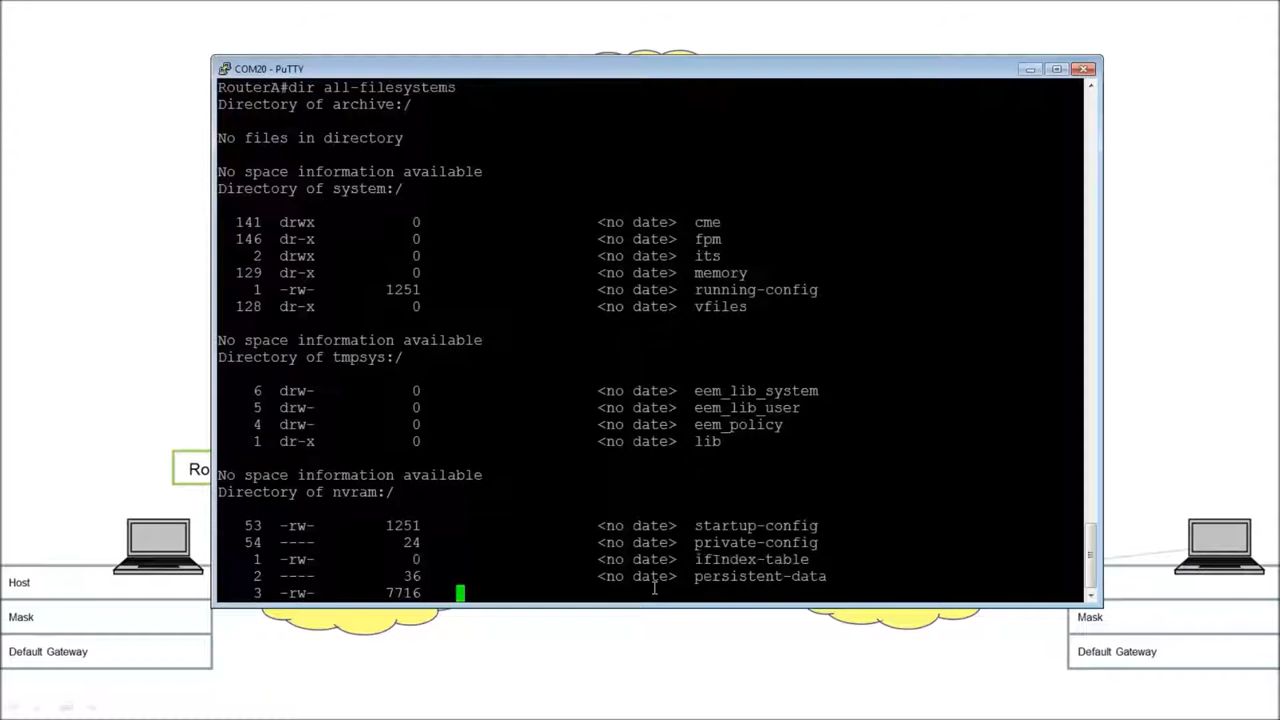 COM20 - PuTTY
RouterA#dir all-filesystems
Directory of archive:/
No files in directory
No space information available
Directory of system:/
141 drwx 0 <no date> cme
146 dr-x 0 <no date> fpm
2 drwx 0 <no date> its
129 dr-x 0 <no date> memory
1 -rw- 1251 <no date> running-config
128 dr-x 0 <no date> vfiles
No space information available
Directory of tmpsys:/
6 drw- 0 <no date> eem_lib_system
5 drw- 0 <no date> eem_lib_user
4 drw- 0 <no date> eem_policy
1 dr-x 0 <no date> lib
No space information available
Directory of nvram:/
53 -rw- 1251 <no date> startup-config
54 ---- 24 <no date> private-config
1 -rw- 0 <no date> ifIndex-table
2 ---- 36 <no date> persistent-data
3 -rw- 7716
Ro
Host
Mask
Default Gateway
Mask
Default Gateway